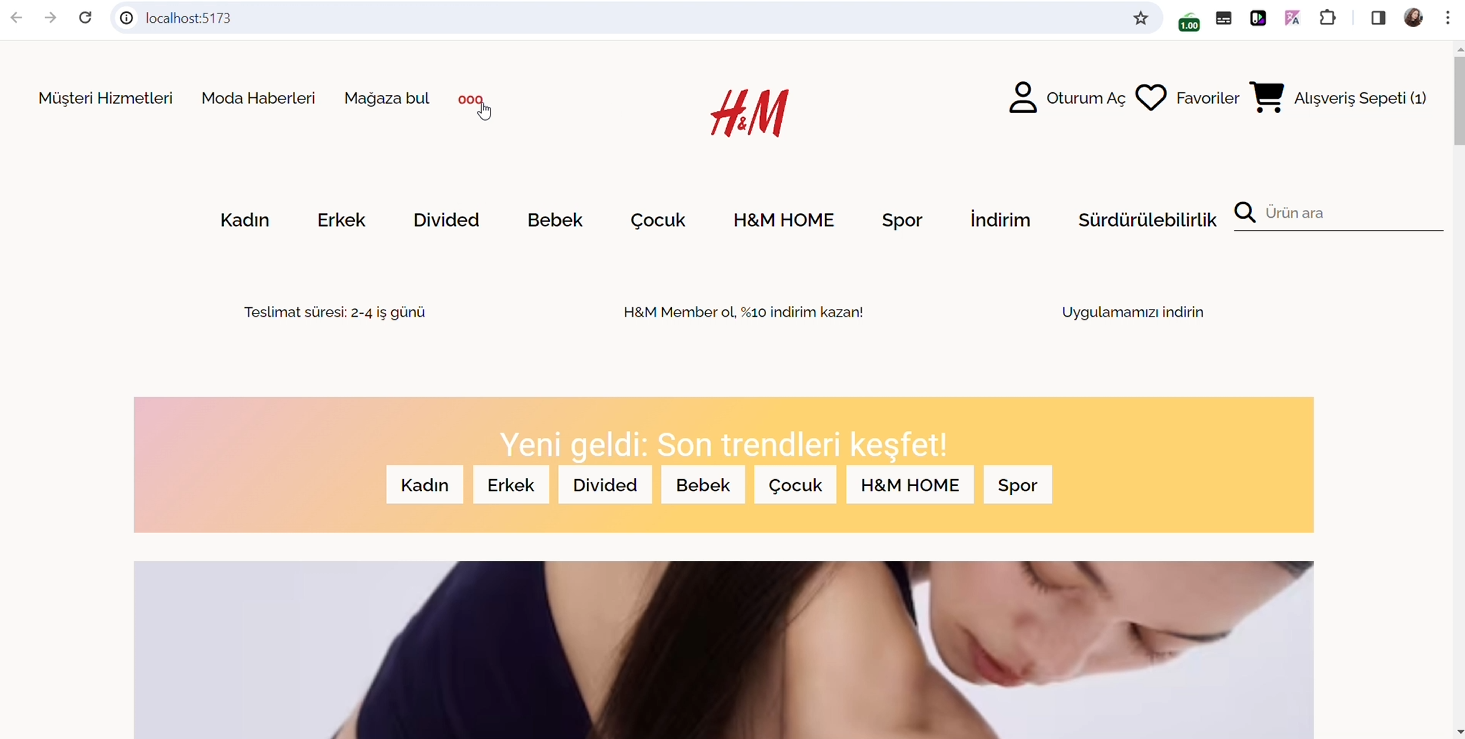 localhost:5173
1.00
Müşteri Hizmetleri Moda Haberleri Mağaza bul ooo H&M Oturum Aç Favoriler Alışveriş Sepeti (1)
Kadın Erkek Divided Bebek Çocuk H&M HOME Spor İndirim Sürdürülebilirlik Ürün ara
Teslimat süresi: 2-4 iş günü H&M Member ol, %10 indirim kazan! Uygulamamızı indirin
Yeni geldi: Son trendleri keşfet!
Kadın Erkek Divided Bebek Çocuk H&M HOME Spor